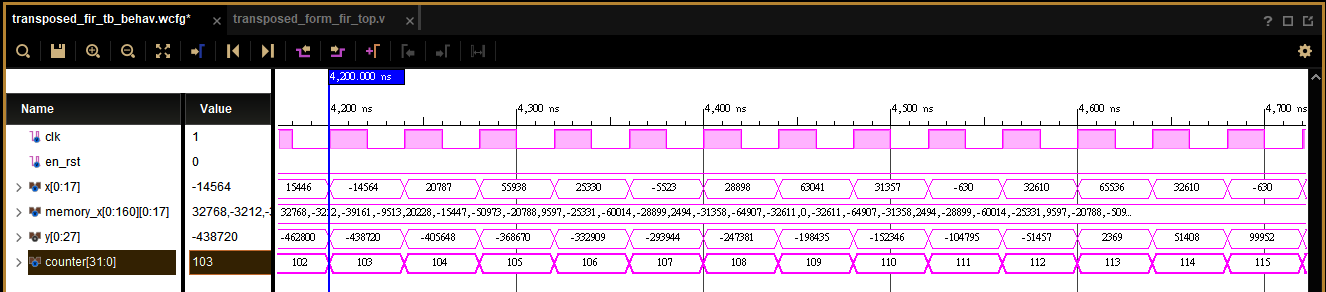 transposed_fir_tb_behav.wcfg* × transposed_form_fir_top.v ×
?
4,200.000 ns
Name Value
4,200 ns 4,300 ns 4,400 ns 4,500 ns 4,600 ns 4,700 ns
clk 1
en_rst 0
x[0:17] -14564 15446 -14564 20787 55938 25330 -5523 28898 63041 31357 -630 32610 65536 32610 -630
memory_x[0:160][0:17] 32768,-3212,-3 32768,-3212,-39161,-9513,20228,-15447,-50973,-20788,9597,-25331,-60014,-28899,2494,-31358,-64907,-32611,0,-32611,-64907,-31358,2494,-28899,-60014,-25331,9597,-20788,-509...
y[0:27] -438720 -462800 -438720 -405648 -368670 -332909 -293944 -247381 -198435 -152346 -104795 -51457 2369 51408 99952
counter[31:0] 103 102 103 104 105 106 107 108 109 110 111 112 113 114 115